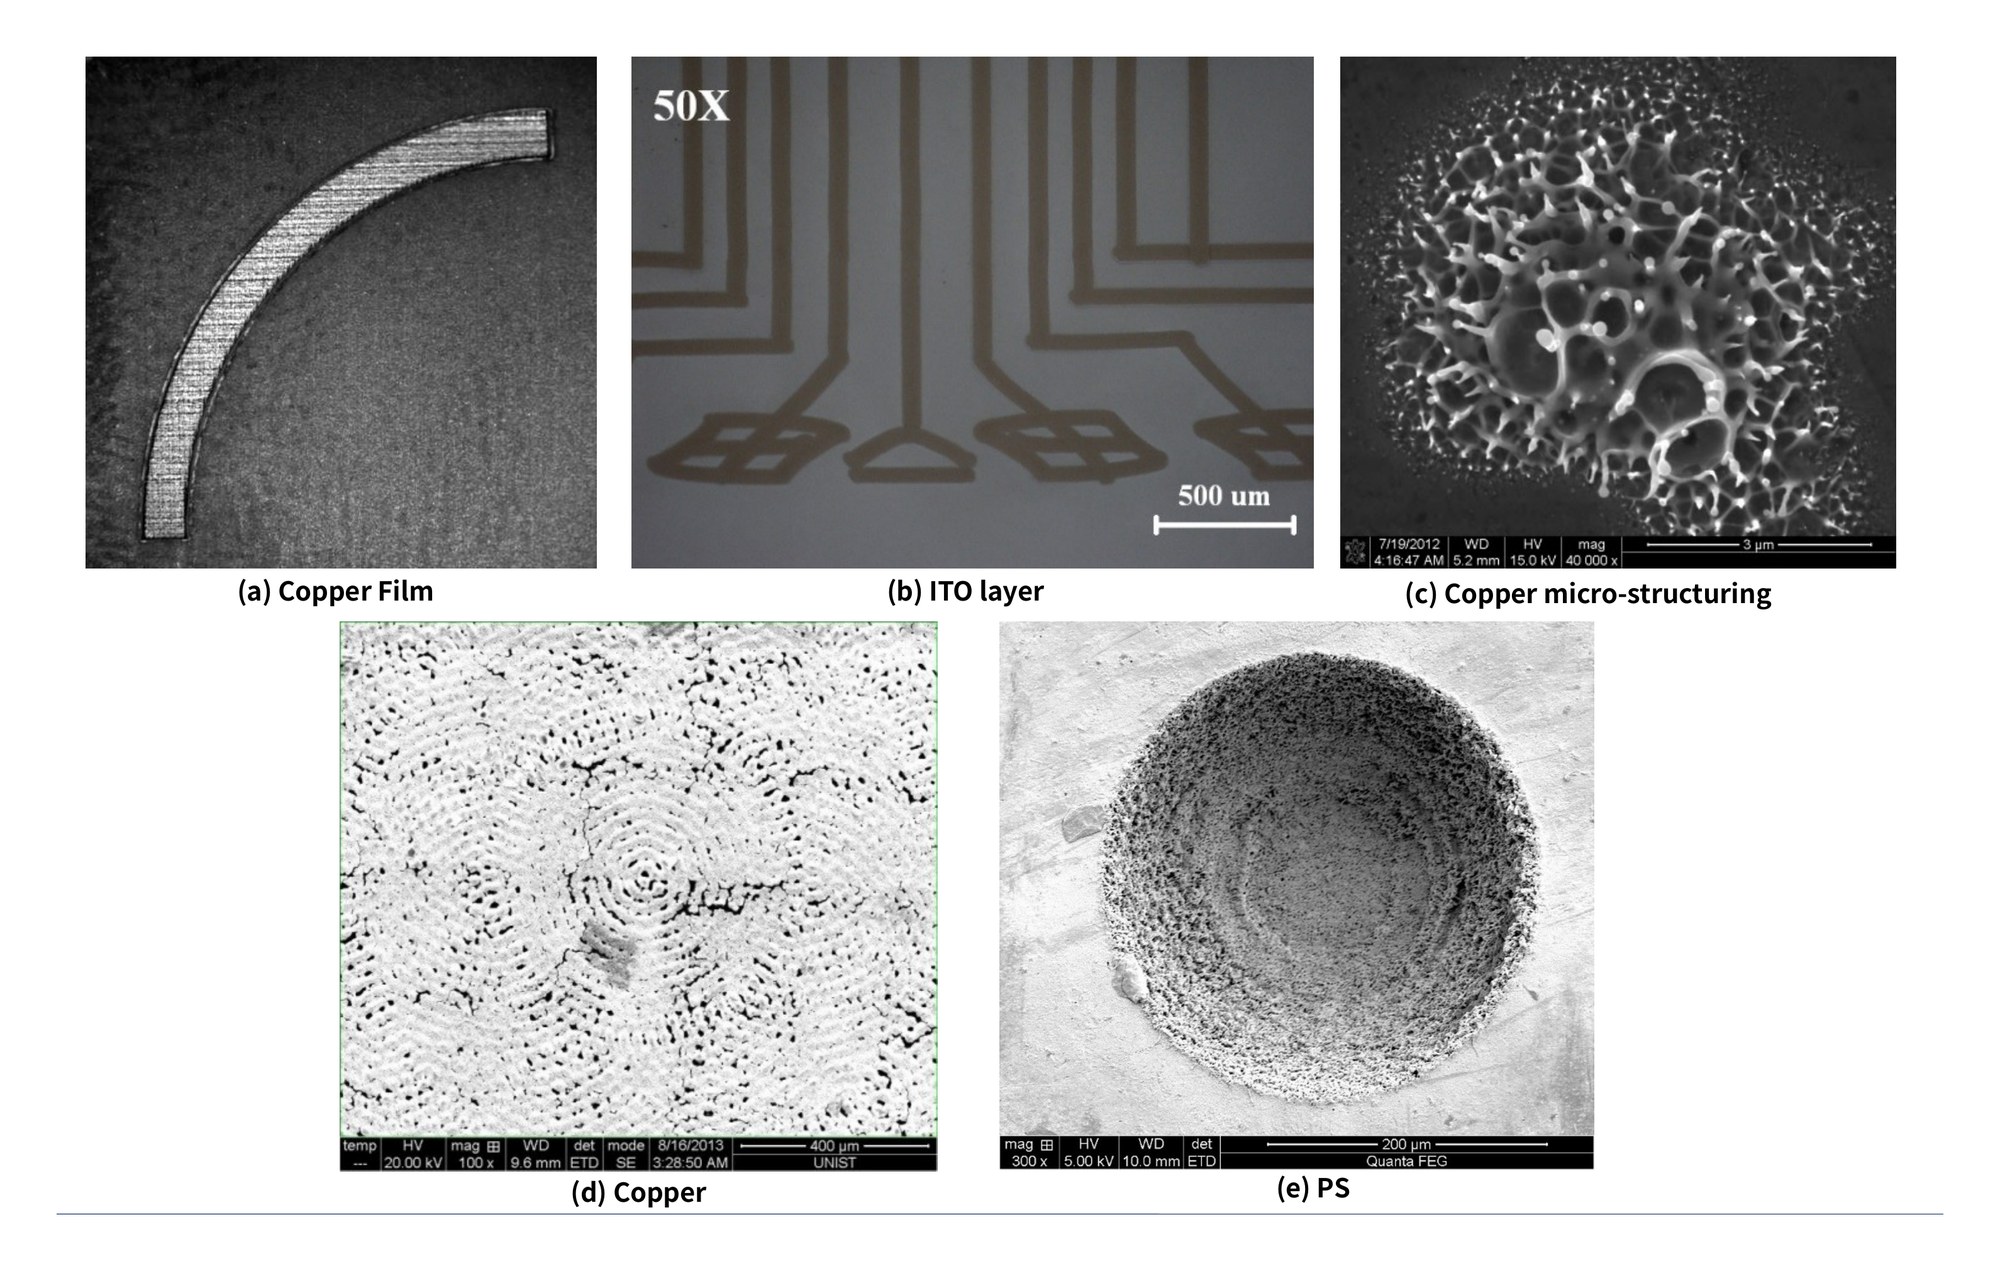 50X
500 um
7/19/2012 WD HV mag 3 µm
4:16:47 AM 5.2 mm 15.0 kV 40 000 x
(a) Copper Film
(b) ITO layer
(c) Copper micro-structuring
temp HV mag WD det mode 8/16/2013 400 µm
--- 20.00 kV 100 x 9.6 mm ETD SE 3:28:50 AM UNIST
mag HV WD det 200 µm
300 x 5.00 kV 10.0 mm ETD Quanta FEG
(d) Copper
(e) PS